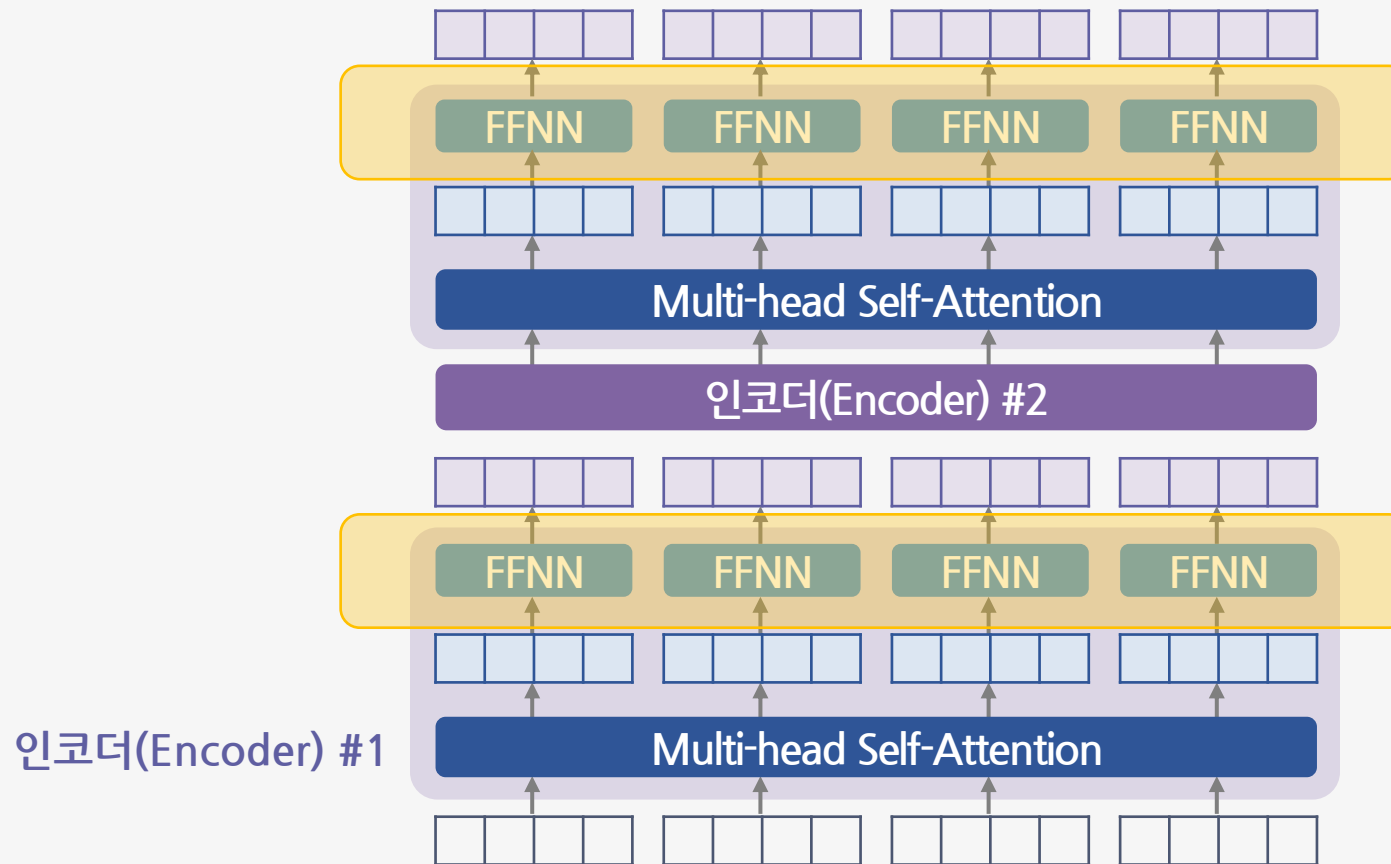 FFNN FFNN FFNN FFNN
Multi-head Self-Attention
인코더(Encoder) #2
FFNN FFNN FFNN FFNN
인코더(Encoder) #1
Multi-head Self-Attention